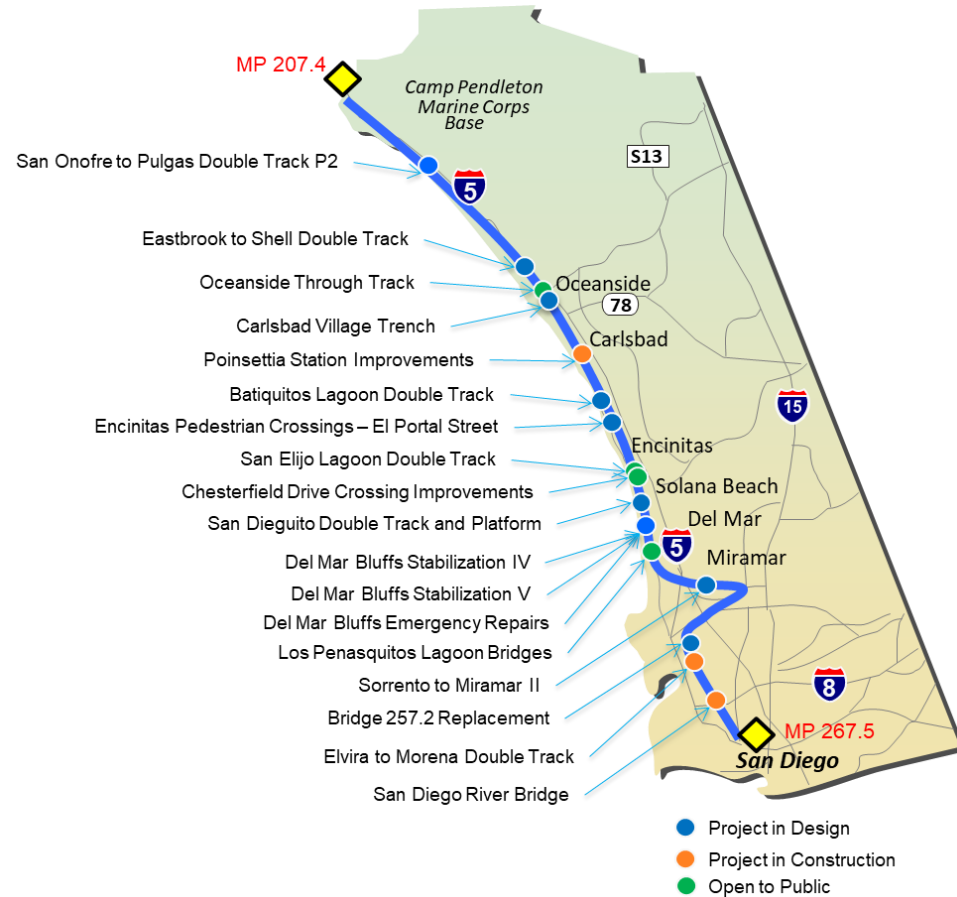 MP 207.4
Camp Pendleton
Marine Corps
Base
San Onofre to Pulgas Double Track P2
S13
5
Eastbrook to Shell Double Track
Oceanside Through Track
Oceanside
78
Carlsbad Village Trench
Carlsbad
Poinsettia Station Improvements
Batiquitos Lagoon Double Track
15
Encinitas Pedestrian Crossings – El Portal Street
Encinitas
San Elijo Lagoon Double Track
Solana Beach
Chesterfield Drive Crossing Improvements
San Dieguito Double Track and Platform
Del Mar
5
Del Mar Bluffs Stabilization IV
Miramar
Del Mar Bluffs Stabilization V
Del Mar Bluffs Emergency Repairs
Los Penasquitos Lagoon Bridges
Sorrento to Miramar II
8
Bridge 257.2 Replacement
MP 267.5
Elvira to Morena Double Track
San Diego
San Diego River Bridge
Project in Design
Project in Construction
Open to Public